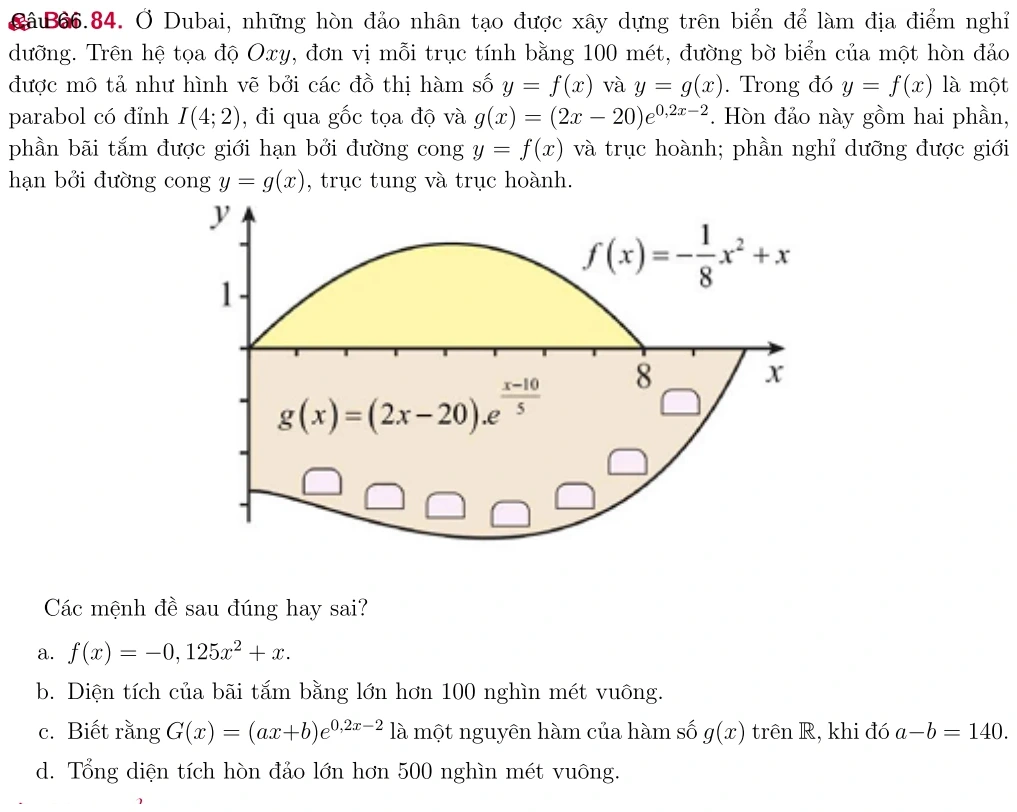 Câu 66. Bài 84. Ở Dubai, những hòn đảo nhân tạo được xây dựng trên biển để làm địa điểm nghỉ
dưỡng. Trên hệ tọa độ Oxy, đơn vị mỗi trục tính bằng 100 mét, đường bờ biển của một hòn đảo
được mô tả như hình vẽ bởi các đồ thị hàm số y = f(x) và y = g(x). Trong đó y = f(x) là một
parabol có đỉnh I(4; 2), đi qua gốc tọa độ và g(x) = (2x − 20)e^{0,2x−2}. Hòn đảo này gồm hai phần,
phần bãi tắm được giới hạn bởi đường cong y = f(x) và trục hoành; phần nghỉ dưỡng được giới
hạn bởi đường cong y = g(x), trục tung và trục hoành.
y
f(x) = −1/8 x² + x
1
8
x
g(x) = (2x − 20).e^{(x−10)/5}
Các mệnh đề sau đúng hay sai?
a. f(x) = −0, 125x² + x.
b. Diện tích của bãi tắm bằng lớn hơn 100 nghìn mét vuông.
c. Biết rằng G(x) = (ax+b)e^{0,2x−2} là một nguyên hàm của hàm số g(x) trên ℝ, khi đó a−b = 140.
d. Tổng diện tích hòn đảo lớn hơn 500 nghìn mét vuông.